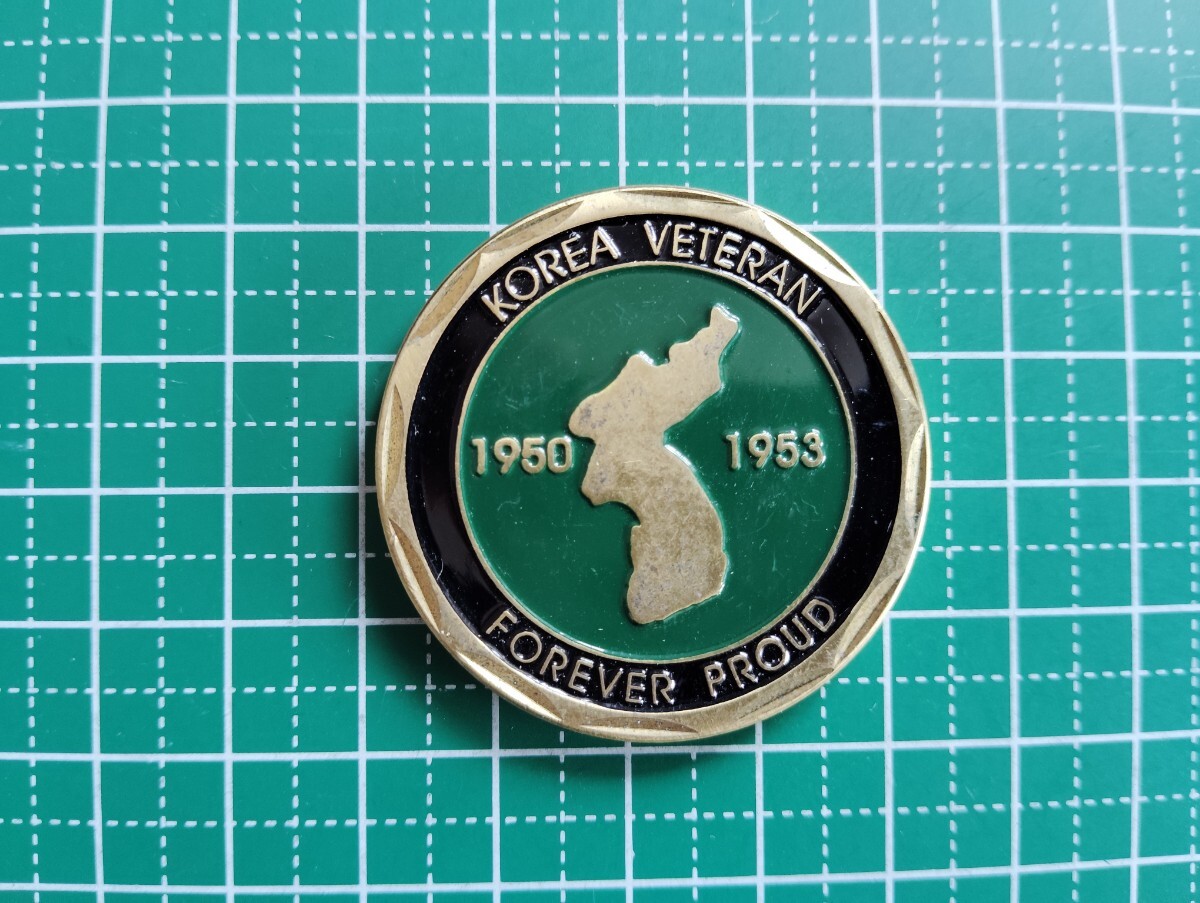 KOREA VETERAN
1950 1953
FOREVER PROUD